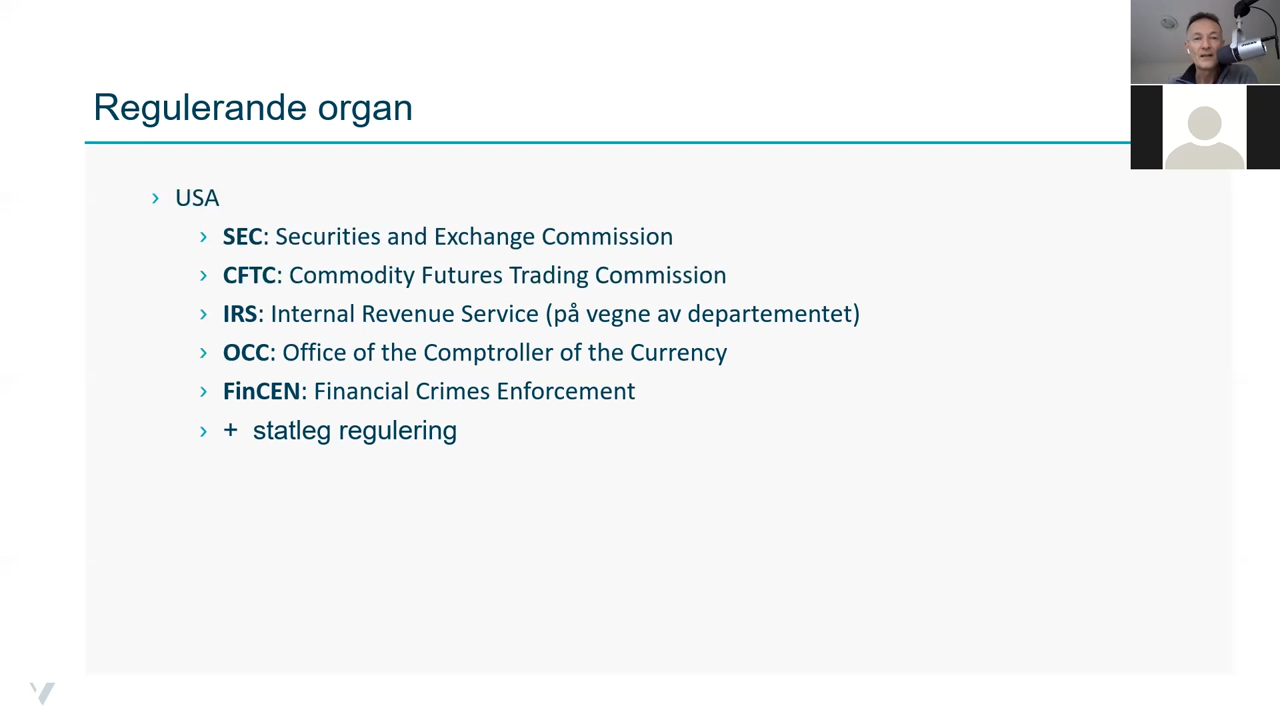 Regulerande organ
› USA
› SEC: Securities and Exchange Commission
› CFTC: Commodity Futures Trading Commission
› IRS: Internal Revenue Service (på vegne av departementet)
› OCC: Office of the Comptroller of the Currency
› FinCEN: Financial Crimes Enforcement
› + statleg regulering